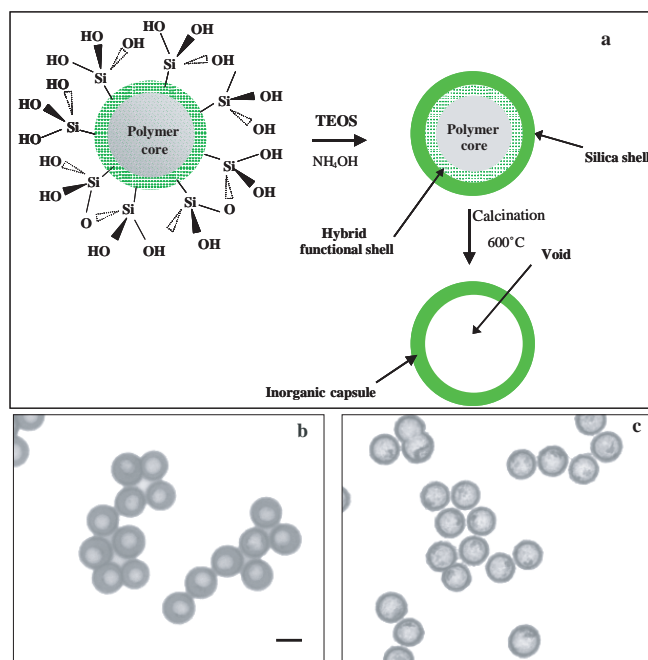 a
HO
OH
HO
OH
HO
Si
Si
OH
HO
HO
Si
OH
HO
Si
OH
HO
Polymer
core
TEOS
NH₄OH
Polymer
core
Silica shell
HO
Si
OH
Si
OH
HO
Si
Si
O
O
HO
OH
OH
Hybrid
functional shell
Calcination
600˚C
Void
Inorganic capsule
b
c